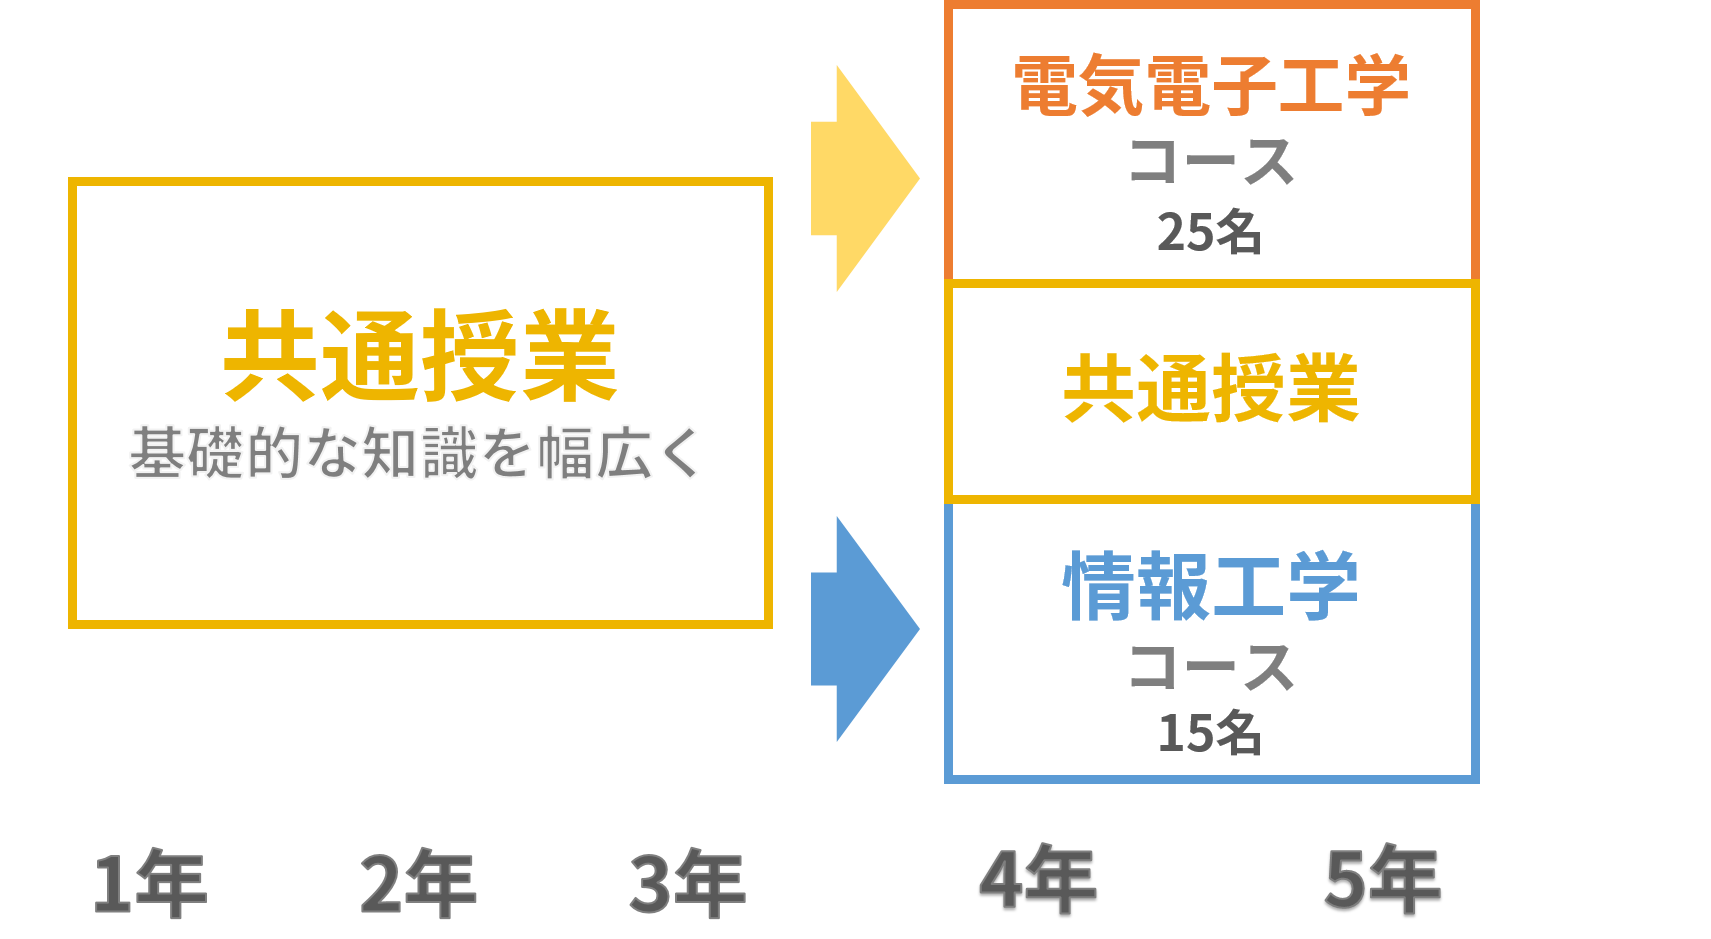 共通授業
基礎的な知識を幅広く
電気電子工学
コース
25名
共通授業
情報工学
コース
15名
1年 2年 3年 4年 5年